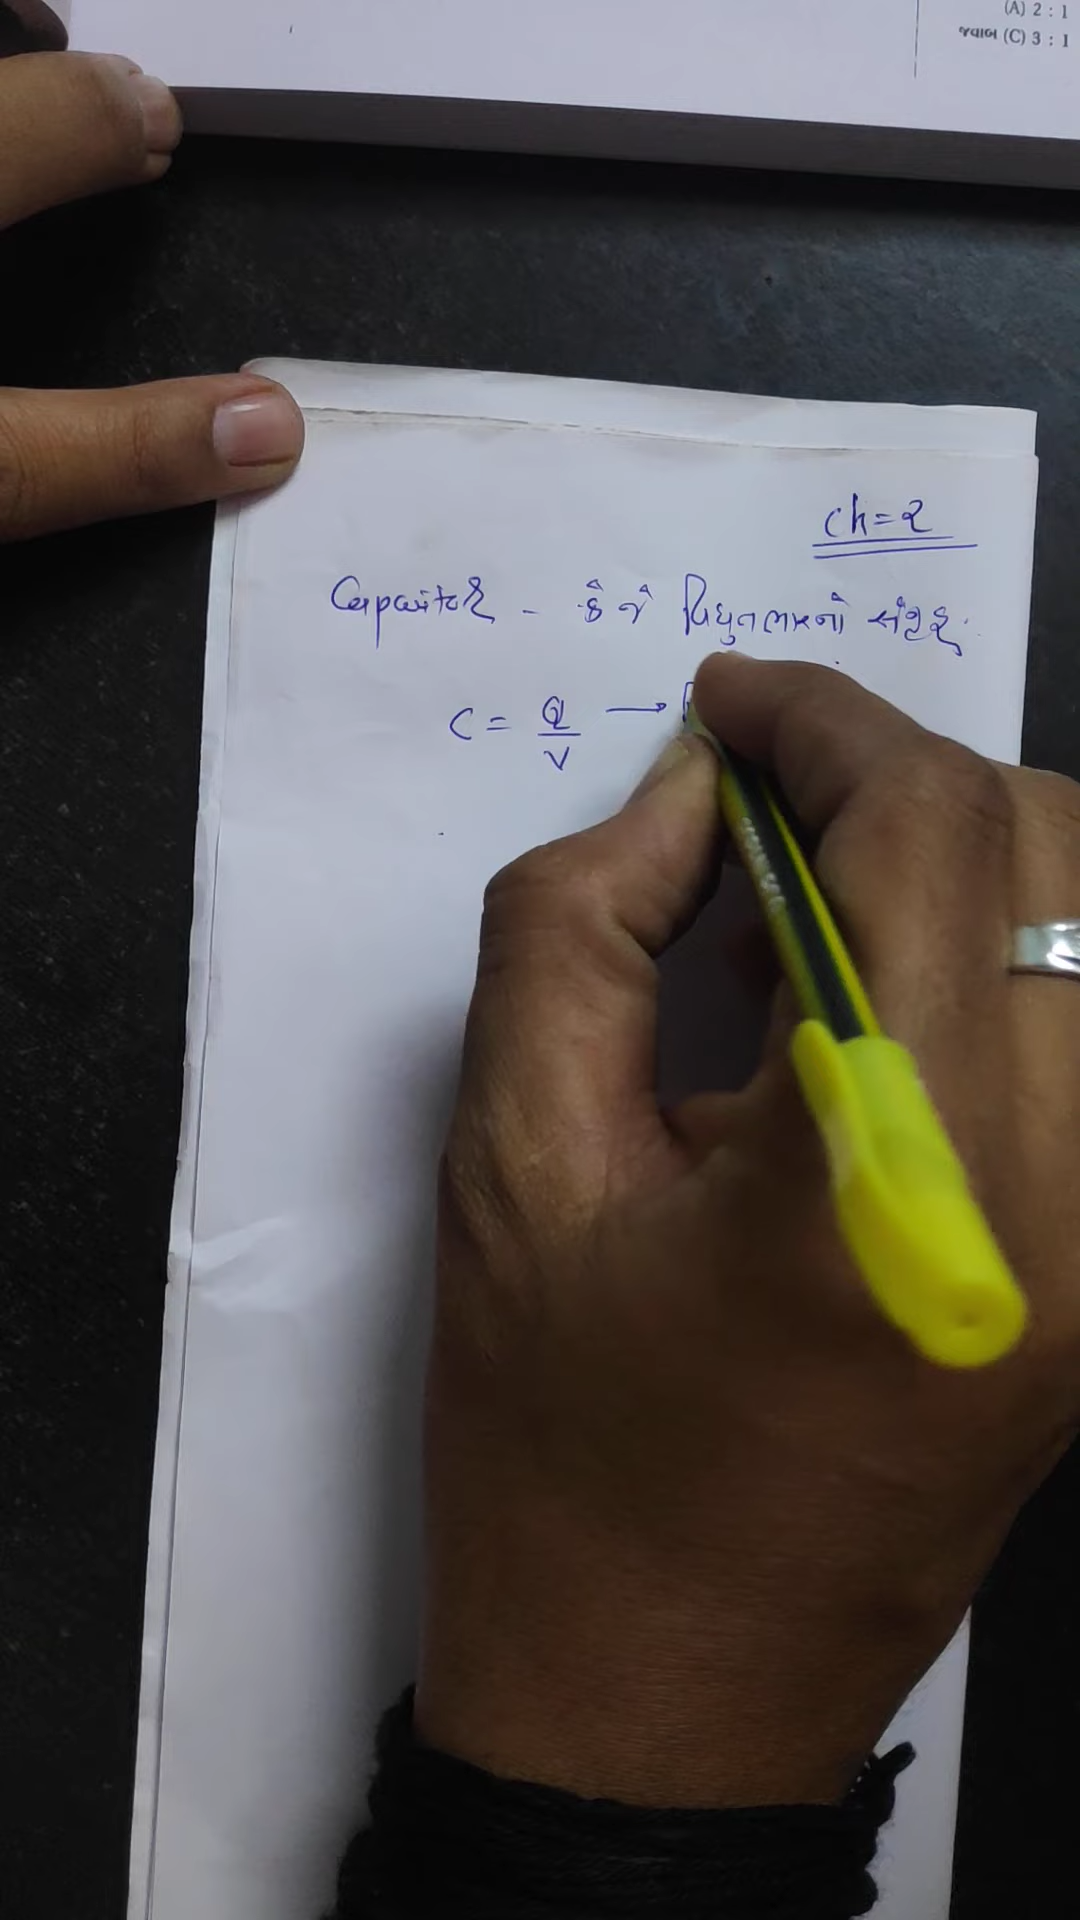 (A) 2 : 1
જવાબ (C) 3 : 1
Ch = 2
Capacitor - કે જે વિધુતભારનો સંગ્રહ
C = Q/V →